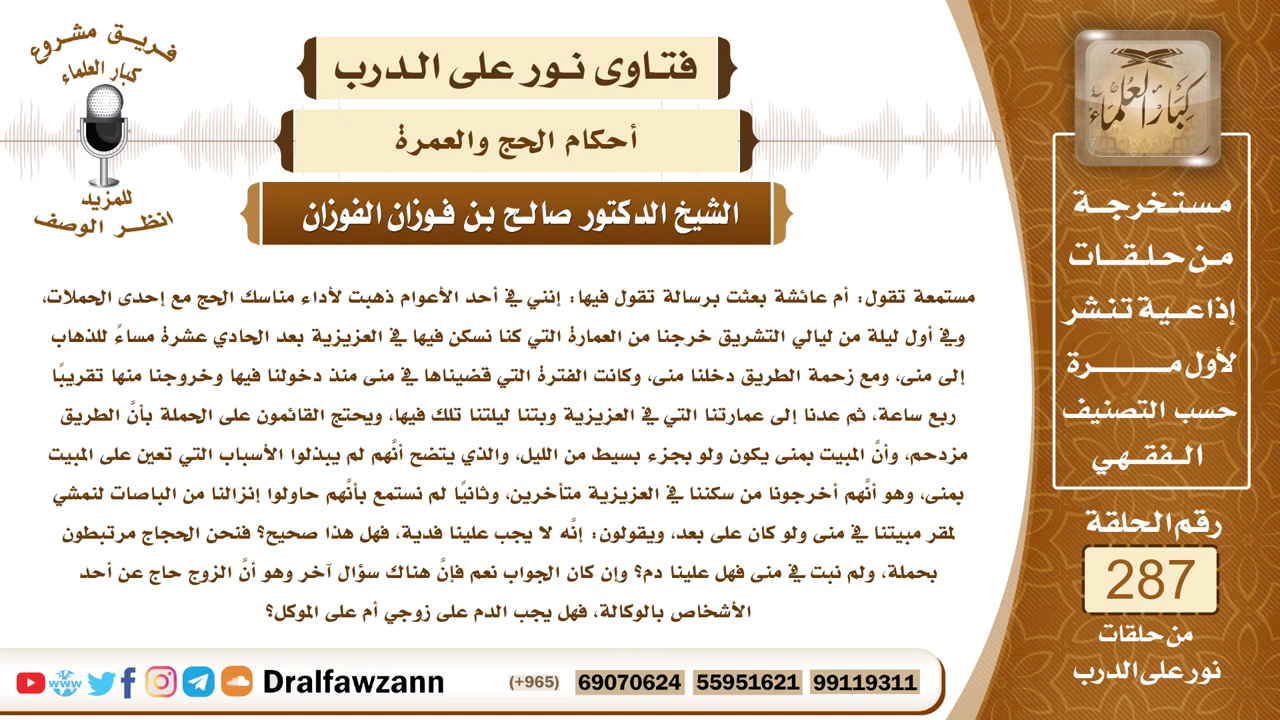 فريق مشروع
كبار العلماء
للمزيد
انظر الوصف
فتاوى نور على الدرب
أحكام الحج والعمرة
الشيخ الدكتور صالح بن فوزان الفوزان
مستمعة تقول: أم عائشة بعثت برسالة تقول فيها: إنني في أحد الأعوام ذهبت لأداء مناسك الحج مع إحدى الحملات،
وفي أول ليلة من ليالي التشريق خرجنا من العمارة التي كنا نسكن فيها في العزيزية بعد الحادي عشرة مساءً للذهاب
إلى منى، ومع زحمة الطريق دخلنا منى، وكانت الفترة التي قضيناها في منى منذ دخولنا فيها وخروجنا منها تقريبًا
ربع ساعة، ثم عدنا إلى عمارتنا التي في العزيزية وبتنا ليلتنا تلك فيها، ويحتج القائمون على الحملة بأنَّ الطريق
مزدحم، وأنَّ المبيت بمنى يكون ولو بجزء بسيط من الليل، والذي يتضح أنَّهم لم يبذلوا الأسباب التي تعين على المبيت
بمنى، وهو أنَّهم أخرجونا من سكننا في العزيزية متأخرين، وثانيًا لم نستمع بأنَّهم حاولوا إنزالنا من الباصات لنمشي
لمقر مبيتنا في منى ولو كان على بعد، ويقولون: إنَّه لا يجب علينا فدية، فهل هذا صحيح؟ فنحن الحجاج مرتبطون
بحملة، ولم نبت في منى فهل علينا دم؟ وإن كان الجواب نعم فإنَّ هناك سؤال آخر وهو أنَّ الزوج حاج عن أحد
الأشخاص بالوكالة، فهل يجب الدم على زوجي أم على الموكل؟
كبار العلماء
مستخرجة
من حلقات
إذاعية تنشر
لأول مرة
حسب التصنيف
الفقهي
رقم الحلقة
287
من حلقات
نور على الدرب
Dralfawzann (+965) 69070624 55951621 99119311